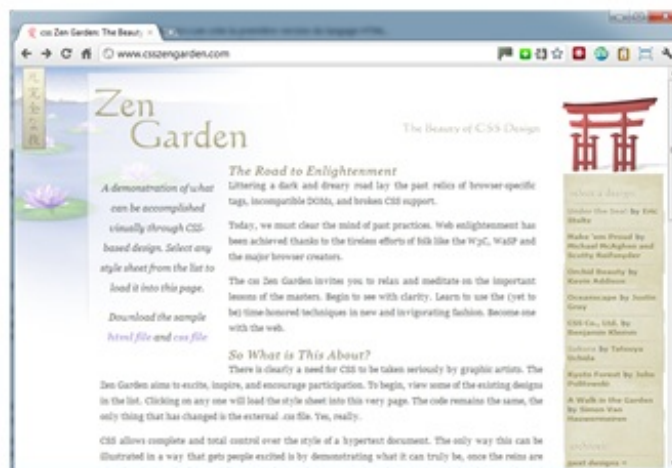 css Zen Garden: The Beauty
www.csszengarden.com
Zen
Garden
The Beauty of CSS Design
A demonstration of what
can be accomplished
visually through CSS-
based design. Select any
style sheet from the list to
load it into this page.
Download the sample
html file and css file
The Road to Enlightenment
Littering a dark and dreary road lay the past relics of browser-specific
tags, incompatible DOMs, and broken CSS support.
Today, we must clear the mind of past practices. Web enlightenment has
been achieved thanks to the tireless efforts of folk like the W3C, WaSP and
the major browser creators.
The css Zen Garden invites you to relax and meditate on the important
lessons of the masters. Begin to see with clarity. Learn to use the (yet to
be) time-honored techniques in new and invigorating fashion. Become one
with the web.
So What is This About?
There is clearly a need for CSS to be taken seriously by graphic artists. The
Zen Garden aims to excite, inspire, and encourage participation. To begin, view some of the existing designs
in the list. Clicking on any one will load the style sheet into this very page. The code remains the same, the
only thing that has changed is the external .css file. Yes, really.
CSS allows complete and total control over the style of a hypertext document. The only way this can be
illustrated in a way that gets people excited is by demonstrating what it can truly be, once the reins are
select a design
Under the Sea! by Eric
Stoltz
Make 'em Proud by
Michael McAghon and
Scotty Reifsnyder
Orchid Beauty by
Kevin Addison
Oceanscape by Justin
Gray
CSS Co., Ltd. by
Benjamin Klemm
Sakura by Tatsuya
Uchida
Kyoto Forest by John
Politowski
A Walk in the Garden
by Simon Van
Hauwermeiren
archives
past designs »